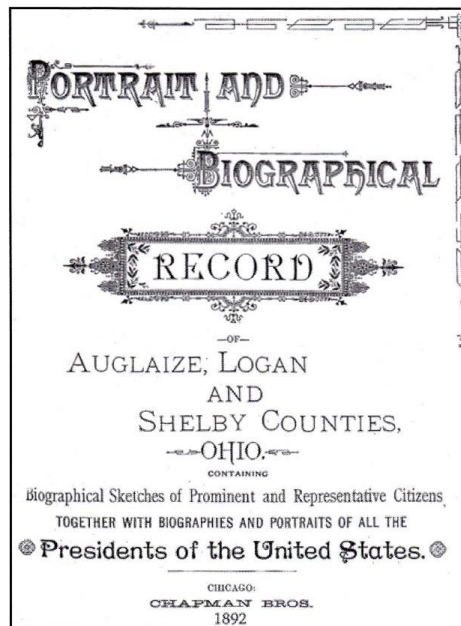 PORTRAIT AND
BIOGRAPHICAL
RECORD
—OF—
AUGLAIZE, LOGAN
AND
SHELBY COUNTIES,
OHIO.
CONTAINING
Biographical Sketches of Prominent and Representative Citizens,
TOGETHER WITH BIOGRAPHIES AND PORTRAITS OF ALL THE
Presidents of the United States.
CHICAGO:
CHAPMAN BROS.
1892